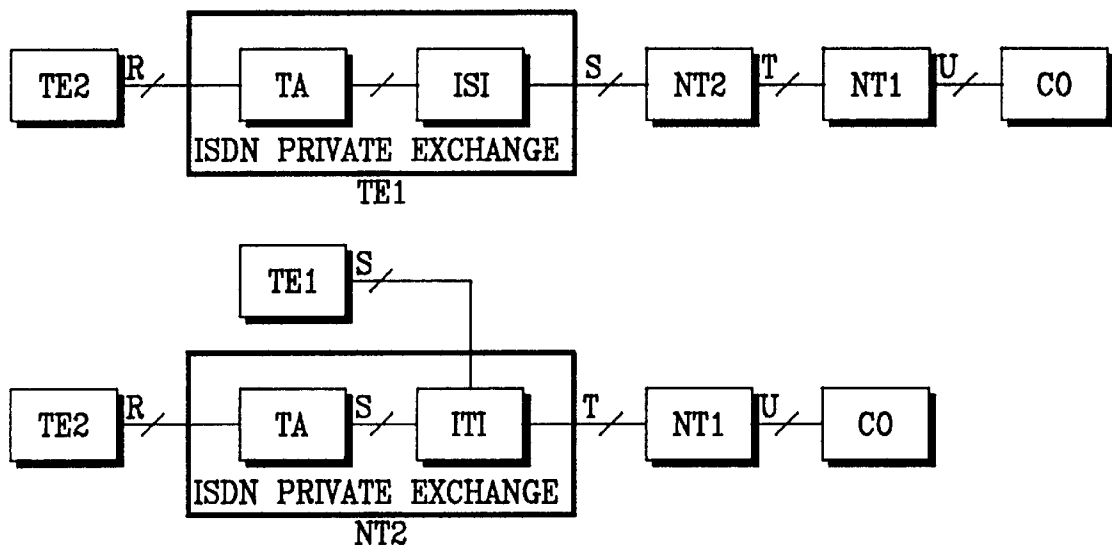 R S T U
TE2 TA ISI NT2 NT1 CO
ISDN PRIVATE EXCHANGE
TE1
TE1 S
R S T U
TE2 TA ITI NT1 CO
ISDN PRIVATE EXCHANGE
NT2